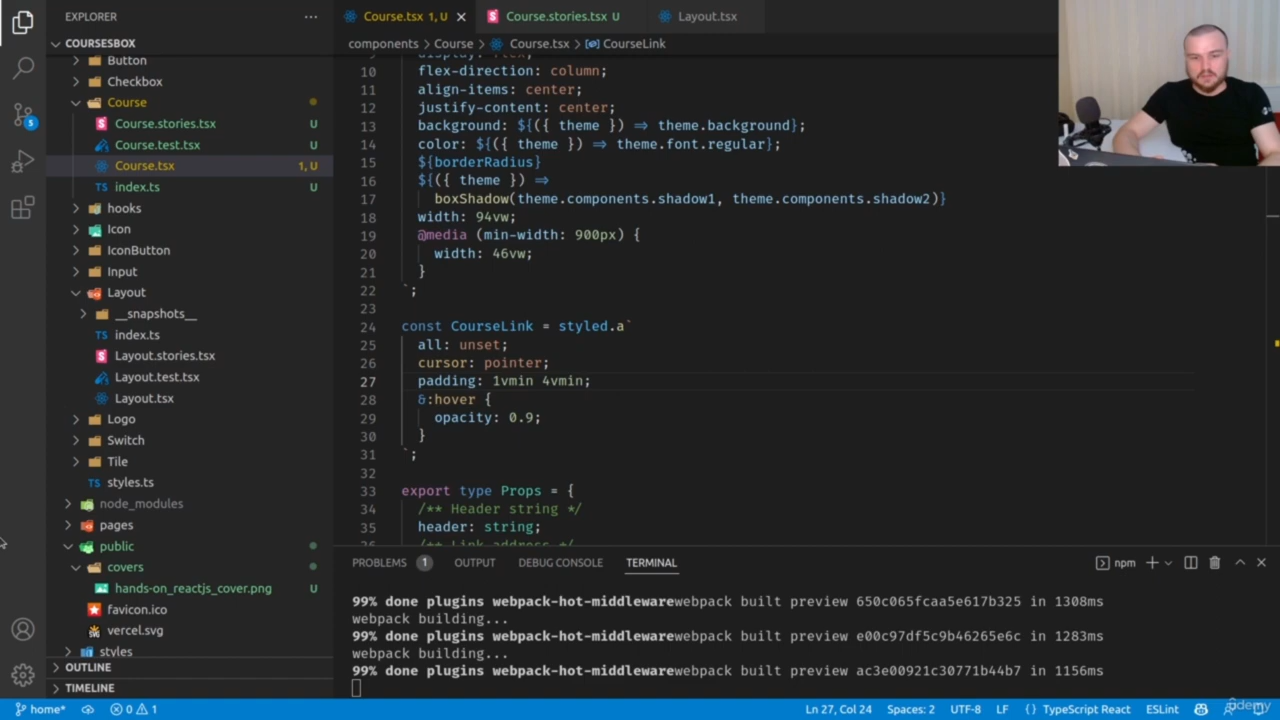 EXPLORER
COURSESBOX
Button
Checkbox
Course
Course.stories.tsx U
Course.test.tsx U
Course.tsx 1, U
index.ts U
hooks
Icon
IconButton
Input
Layout
__snapshots__
TS index.ts
Layout.stories.tsx
Layout.test.tsx
Layout.tsx
Logo
Switch
Tile
TS styles.ts
node_modules
pages
public
covers
hands-on_reactjs_cover.png U
favicon.ico
vercel.svg
styles
OUTLINE
TIMELINE
Course.tsx 1, U
Course.stories.tsx U
Layout.tsx
components > Course > Course.tsx > CourseLink
10 flex-direction: column;
11 align-items: center;
12 justify-content: center;
13 background: ${({ theme }) => theme.background};
14 color: ${({ theme }) => theme.font.regular};
15 ${borderRadius}
16 ${({ theme }) =>
17 boxShadow(theme.components.shadow1, theme.components.shadow2)}
18 width: 94vw;
19 @media (min-width: 900px) {
20 width: 46vw;
21 }
22 `;
23
24 const CourseLink = styled.a`
25 all: unset;
26 cursor: pointer;
27 padding: 1vmin 4vmin;
28 &:hover {
29 opacity: 0.9;
30 }
31 `;
32
33 export type Props = {
34 /** Header string */
35 header: string;
PROBLEMS 1 OUTPUT DEBUG CONSOLE TERMINAL npm
99% done plugins webpack-hot-middlewarewebpack built preview 650c065fcaa5e617b325 in 1308ms
webpack building...
99% done plugins webpack-hot-middlewarewebpack built preview e00c97df5c9b46265e6c in 1283ms
webpack building...
99% done plugins webpack-hot-middlewarewebpack built preview ac3e00921c30771b44b7 in 1156ms
home* 0 1 Ln 27, Col 24 Spaces: 2 UTF-8 LF { } TypeScript React ESLint
udemy